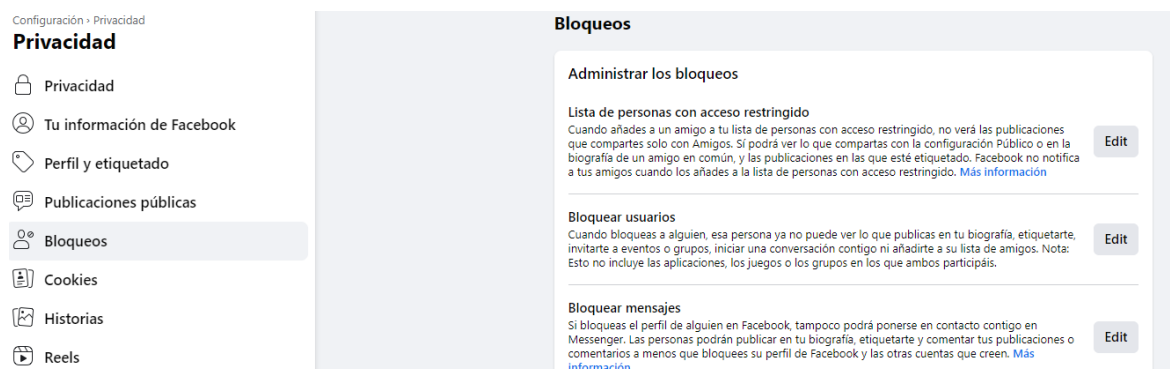 Configuración › Privacidad
Privacidad
Privacidad
Tu información de Facebook
Perfil y etiquetado
Publicaciones públicas
Bloqueos
Cookies
Historias
Reels
Bloqueos
Administrar los bloqueos
Lista de personas con acceso restringido
Cuando añades a un amigo a tu lista de personas con acceso restringido, no verá las publicaciones
que compartes solo con Amigos. Sí podrá ver lo que compartas con la configuración Público o en la
biografía de un amigo en común, y las publicaciones en las que esté etiquetado. Facebook no notifica
a tus amigos cuando los añades a la lista de personas con acceso restringido. Más información
Edit
Bloquear usuarios
Cuando bloqueas a alguien, esa persona ya no puede ver lo que publicas en tu biografía, etiquetarte,
invitarte a eventos o grupos, iniciar una conversación contigo ni añadirte a su lista de amigos. Nota:
Esto no incluye las aplicaciones, los juegos o los grupos en los que ambos participáis.
Edit
Bloquear mensajes
Si bloqueas el perfil de alguien en Facebook, tampoco podrá ponerse en contacto contigo en
Messenger. Las personas podrán publicar en tu biografía, etiquetarte y comentar tus publicaciones o
comentarios a menos que bloquees su perfil de Facebook y las otras cuentas que creen. Más
información
Edit